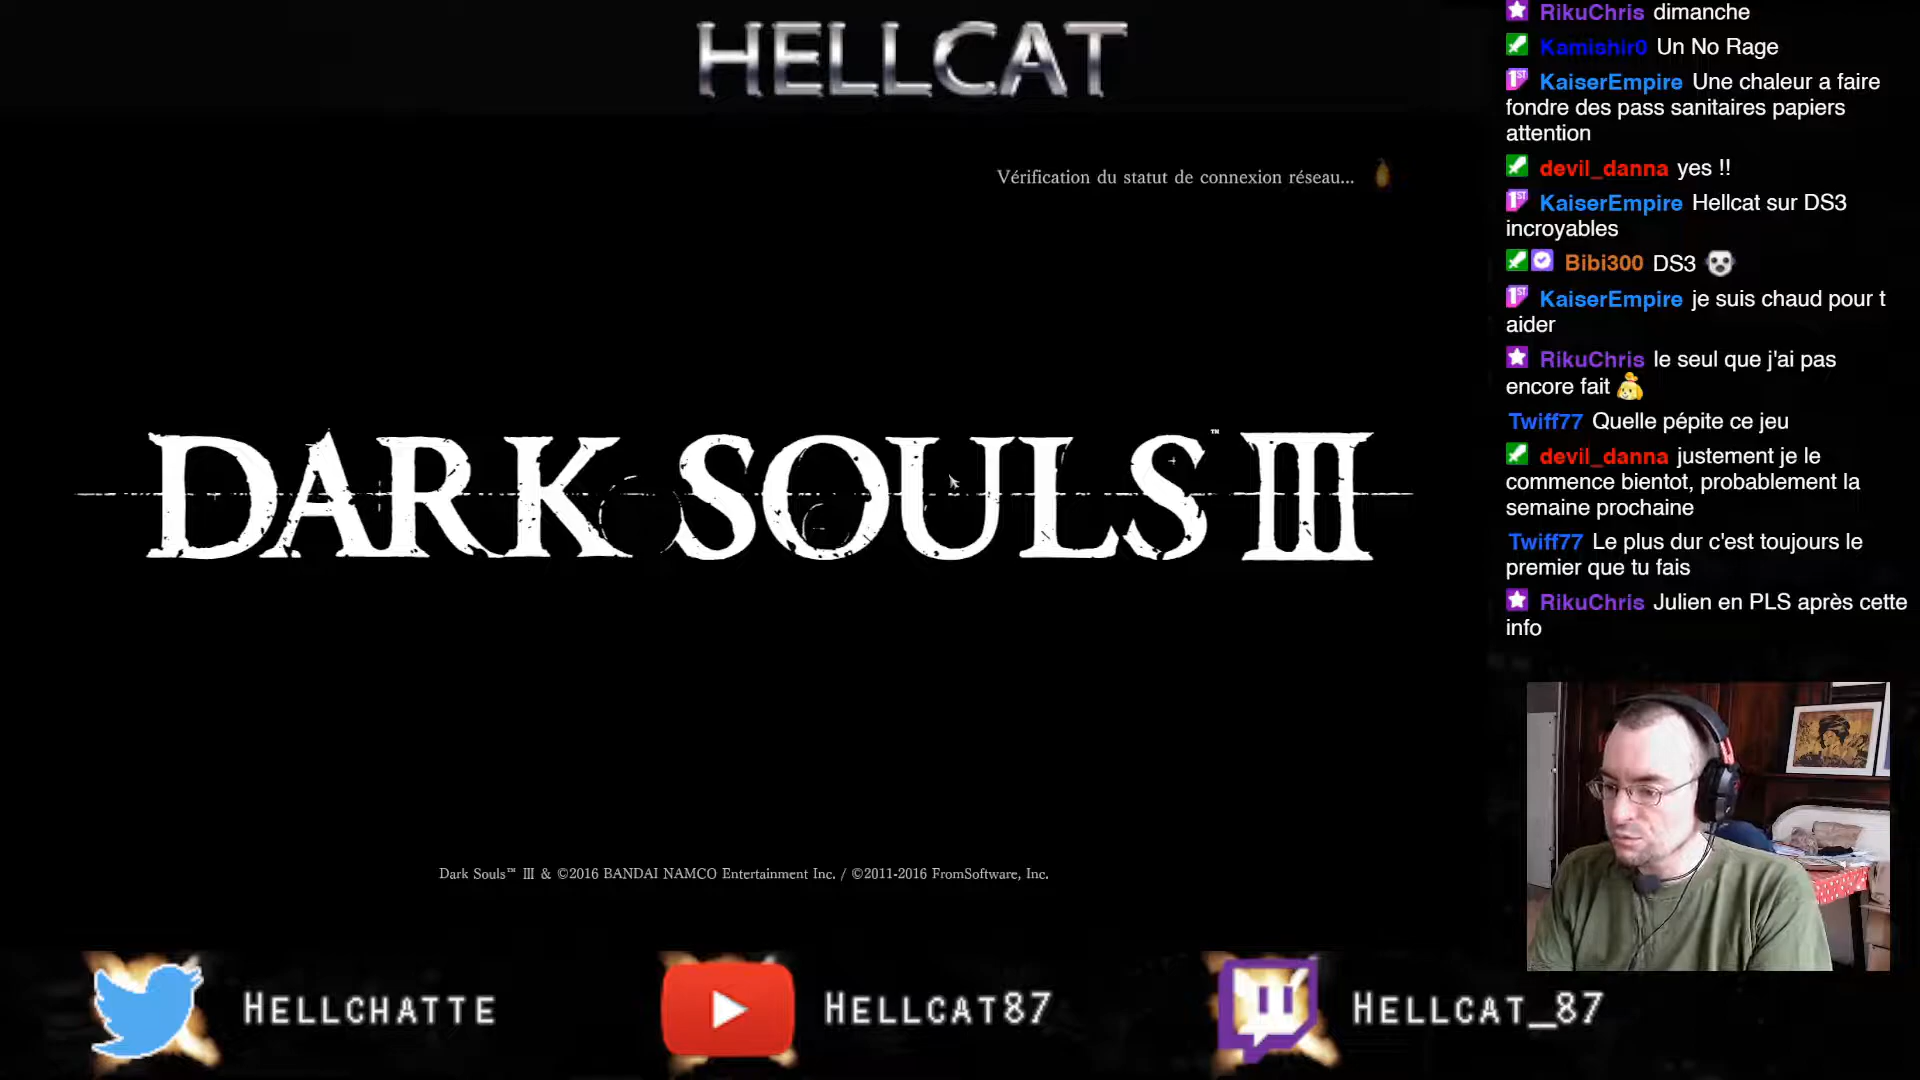 HELLCAT
Vérification du statut de connexion réseau...
DARK SOULS™ III
Dark Souls™ III & ©2016 BANDAI NAMCO Entertainment Inc. / ©2011-2016 FromSoftware, Inc.
RikuChris dimanche
Kamishir0 Un No Rage
1ST KaiserEmpire Une chaleur a faire
fondre des pass sanitaires papiers
attention
devil_danna yes !!
1ST KaiserEmpire Hellcat sur DS3
incroyables
Bibi300 DS3
1ST KaiserEmpire je suis chaud pour t
aider
RikuChris le seul que j'ai pas
encore fait
Twiff77 Quelle pépite ce jeu
devil_danna justement je le
commence bientot, probablement la
semaine prochaine
Twiff77 Le plus dur c'est toujours le
premier que tu fais
RikuChris Julien en PLS après cette
info
HELLCHATTE
HELLCAT87
HELLCAT_87